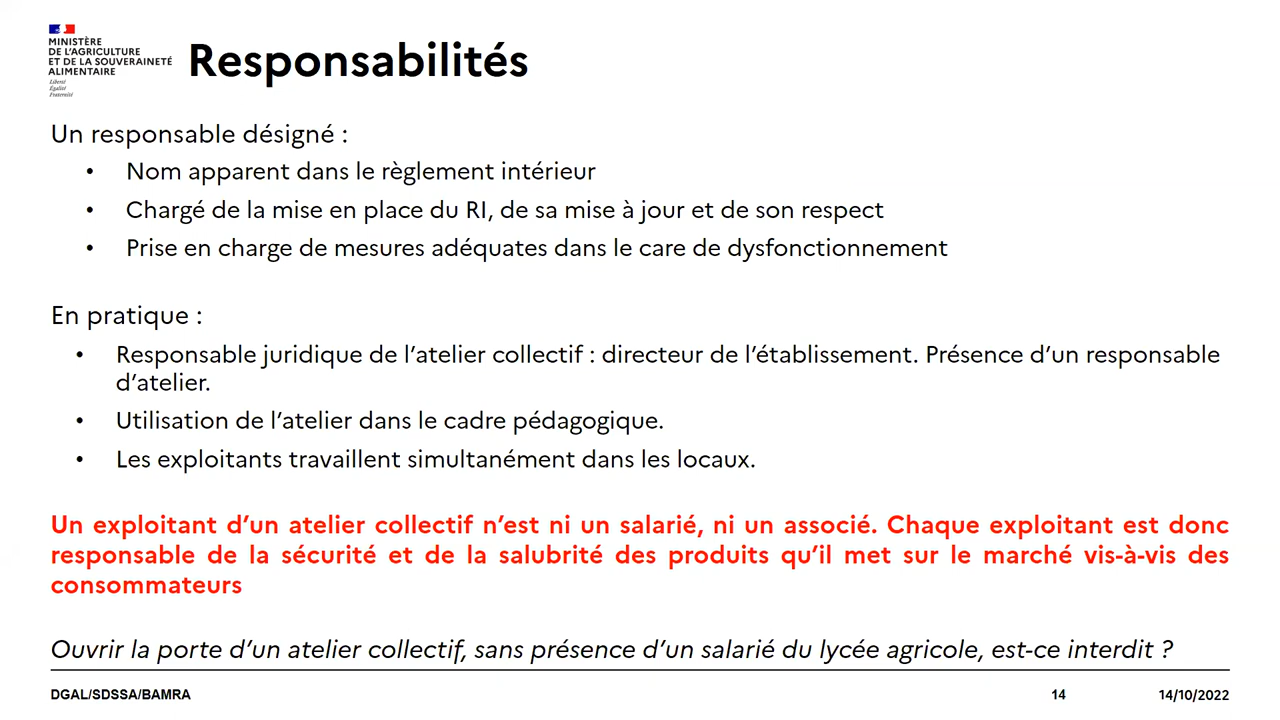 MINISTÈRE
DE L'AGRICULTURE
ET DE LA SOUVERAINETÉ
ALIMENTAIRE
Liberté
Égalité
Fraternité
Responsabilités
Un responsable désigné :
• Nom apparent dans le règlement intérieur
• Chargé de la mise en place du RI, de sa mise à jour et de son respect
• Prise en charge de mesures adéquates dans le care de dysfonctionnement
En pratique :
• Responsable juridique de l’atelier collectif : directeur de l’établissement. Présence d’un responsable
d’atelier.
• Utilisation de l’atelier dans le cadre pédagogique.
• Les exploitants travaillent simultanément dans les locaux.
Un exploitant d’un atelier collectif n’est ni un salarié, ni un associé. Chaque exploitant est donc
responsable de la sécurité et de la salubrité des produits qu’il met sur le marché vis-à-vis des
consommateurs
Ouvrir la porte d’un atelier collectif, sans présence d’un salarié du lycée agricole, est-ce interdit ?
DGAL/SDSSA/BAMRA 14 14/10/2022